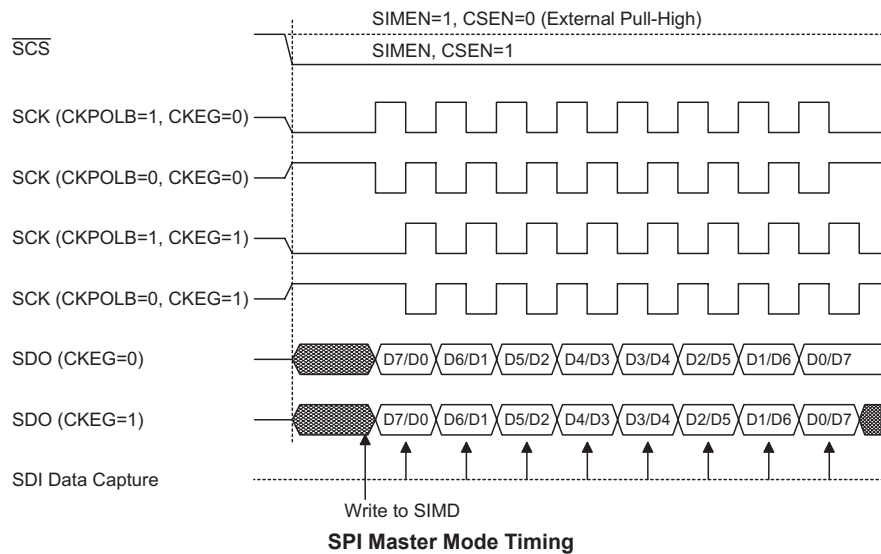 SIMEN=1, CSEN=0 (External Pull-High)
SCS
SIMEN, CSEN=1
SCK (CKPOLB=1, CKEG=0)
SCK (CKPOLB=0, CKEG=0)
SCK (CKPOLB=1, CKEG=1)
SCK (CKPOLB=0, CKEG=1)
SDO (CKEG=0) D7/D0 D6/D1 D5/D2 D4/D3 D3/D4 D2/D5 D1/D6 D0/D7
SDO (CKEG=1) D7/D0 D6/D1 D5/D2 D4/D3 D3/D4 D2/D5 D1/D6 D0/D7
SDI Data Capture
Write to SIMD
SPI Master Mode Timing